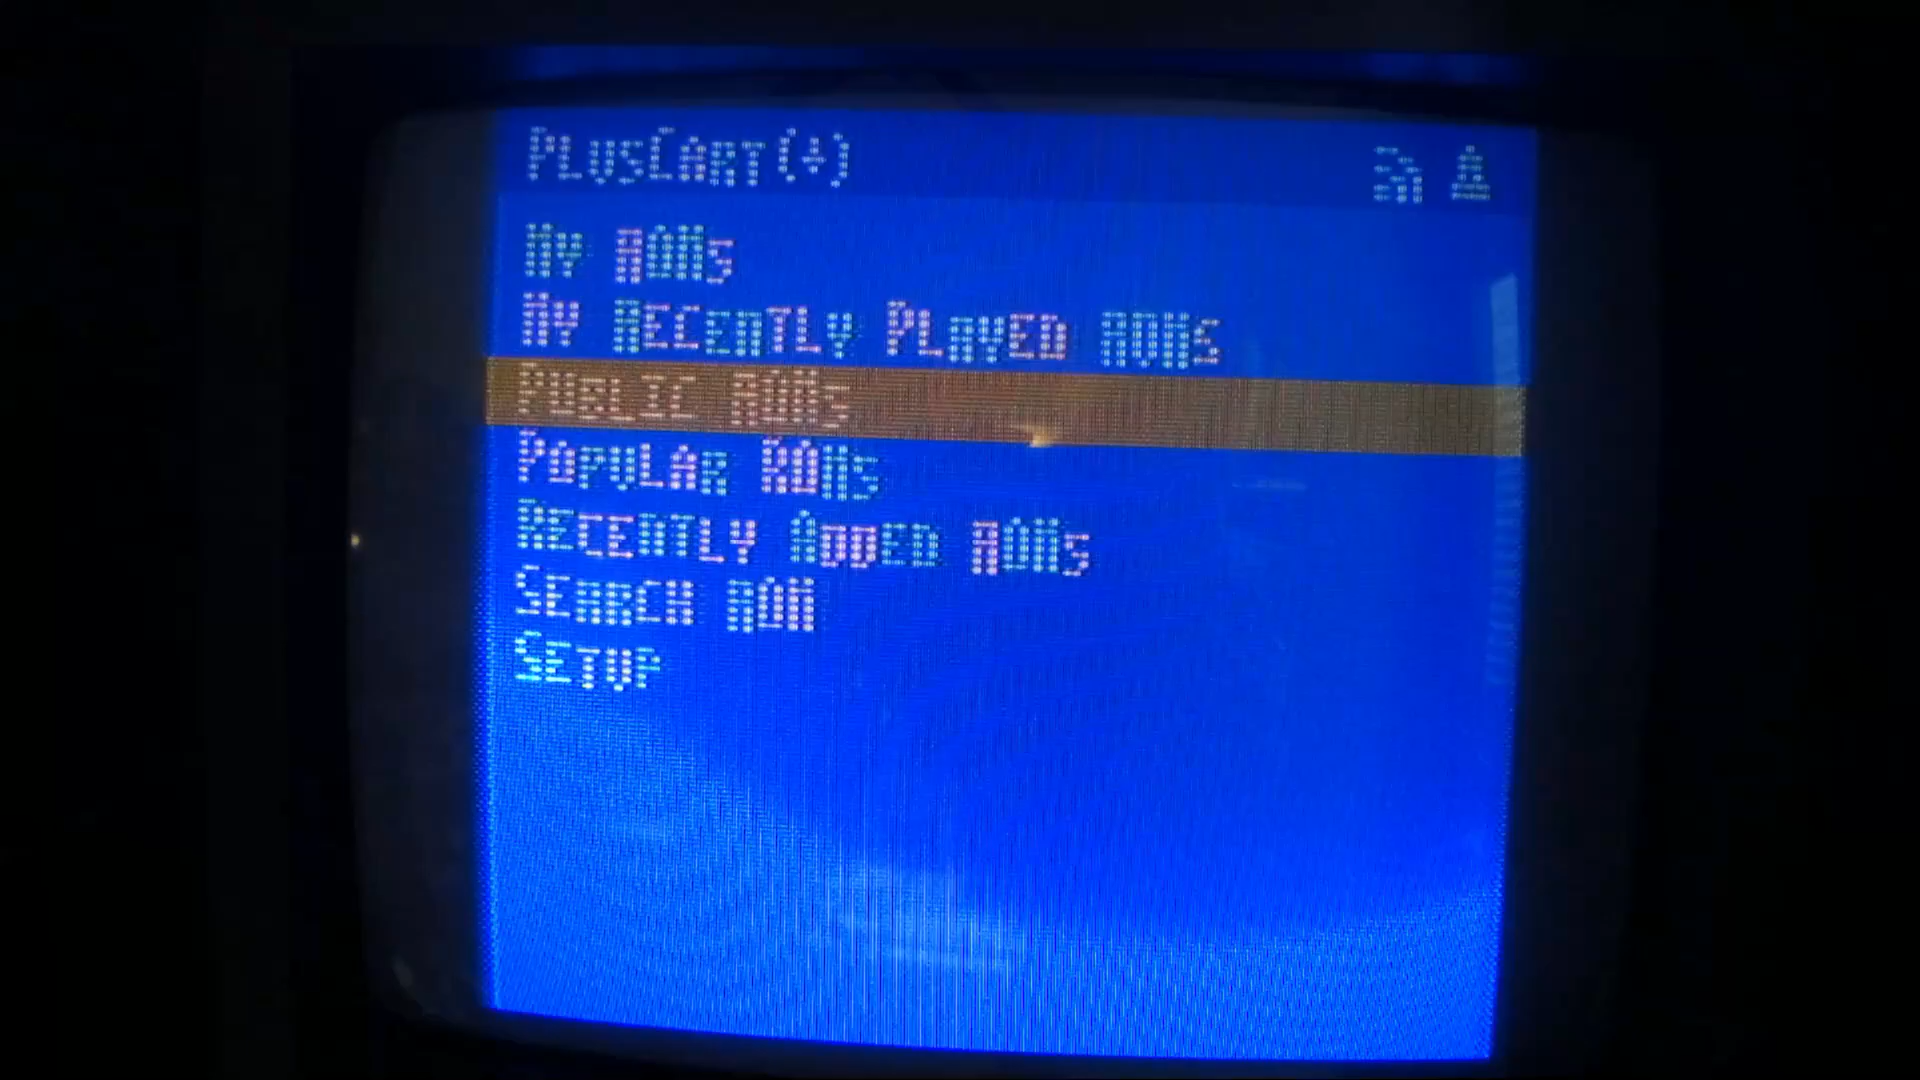 PlusCart(+)
My ROMs
My Recently Played ROMs
Public ROMs
Popular ROMs
Recently Added ROMs
Search ROM
Setup